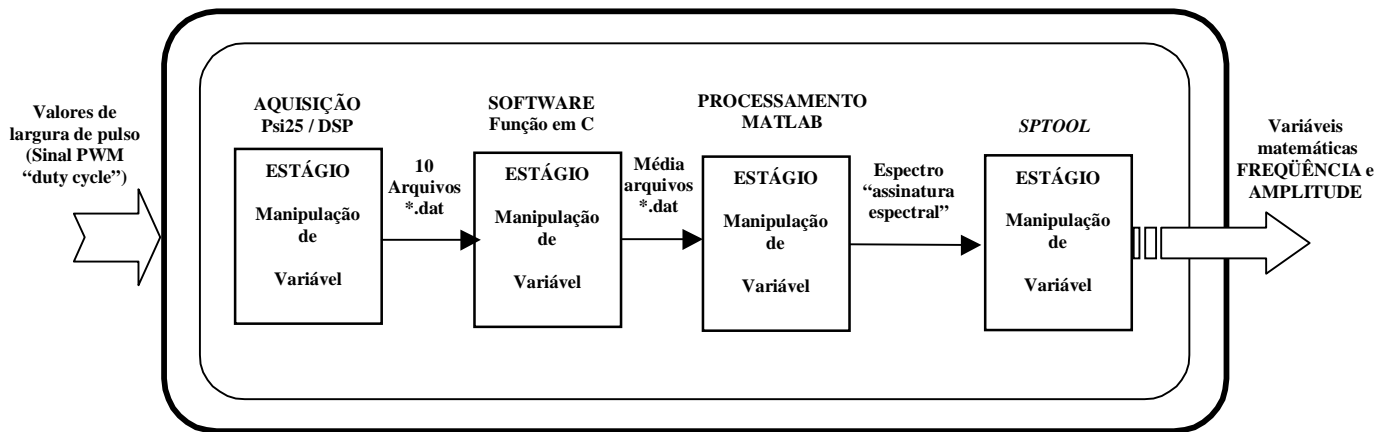 Valores de
largura de pulso
(Sinal PWM
“duty cycle”)
AQUISIÇÃO
Psi25 / DSP
ESTÁGIO
Manipulação
de
Variável
10
Arquivos
*.dat
SOFTWARE
Função em C
ESTÁGIO
Manipulação
de
Variável
Média
arquivos
*.dat
PROCESSAMENTO
MATLAB
ESTÁGIO
Manipulação
de
Variável
Espectro
“assinatura
espectral”
SPTOOL
ESTÁGIO
Manipulação
de
Variável
Variáveis
matemáticas
FREQÜÊNCIA e
AMPLITUDE